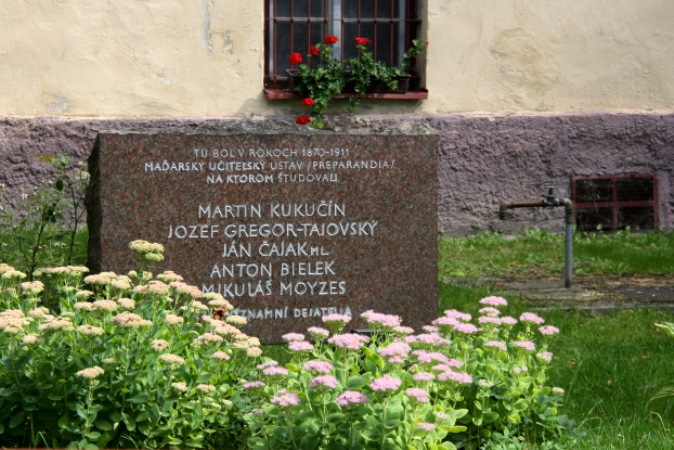 TU BOL V ROKOCH 1870-1911
MAĎARSKÝ UČITEĽSKÝ ÚSTAV /PREPARANDIA/
NA KTOROM ŠTUDOVALI
MARTIN KUKUČÍN
JOZEF GREGOR-TAJOVSKÝ
JÁN ČAJAK ML.
ANTON BIELEK
MIKULÁŠ MOYZES
VÝZNAMNÍ DEJATELIA